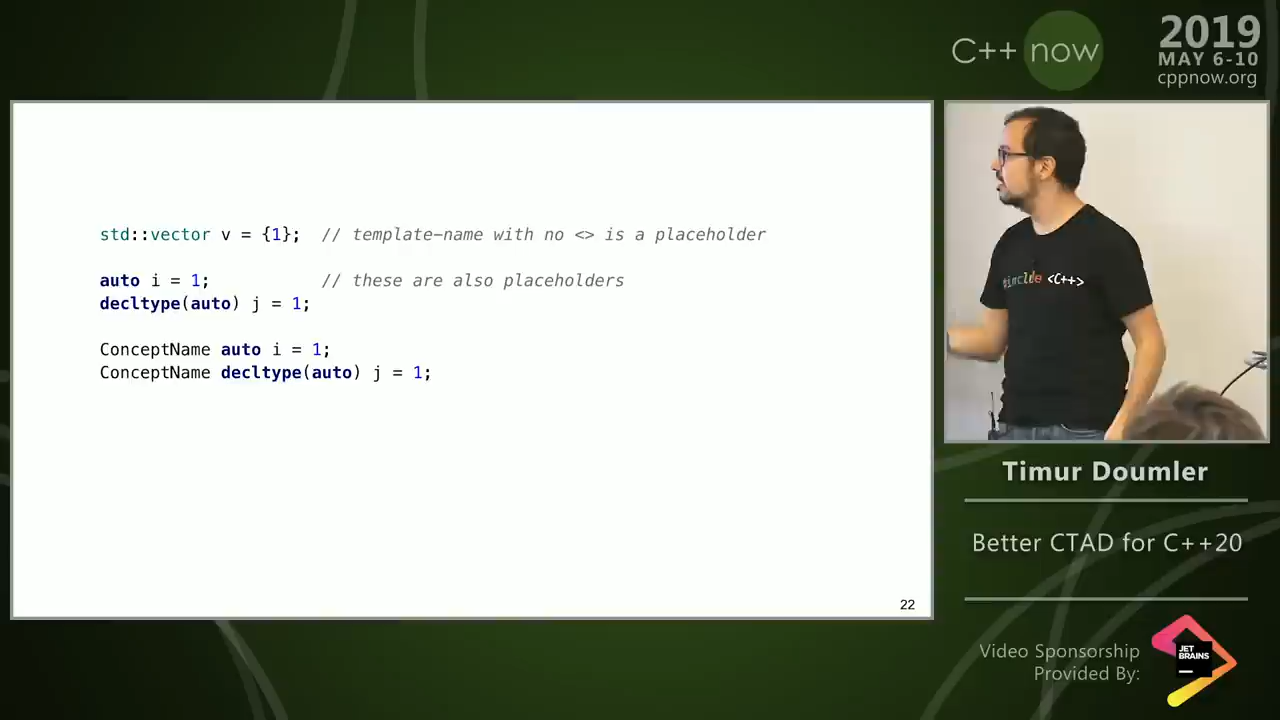 C++ now
2019
MAY 6-10
cppnow.org
std::vector v = {1};  // template-name with no <> is a placeholder
auto i = 1;  // these are also placeholders
decltype(auto) j = 1;
ConceptName auto i = 1;
ConceptName decltype(auto) j = 1;
22
#include <C++>
Timur Doumler
Better CTAD for C++20
Video Sponsorship
Provided By:
JET
BRAINS